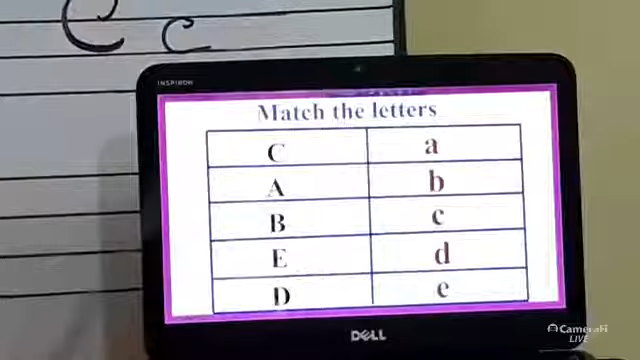 C c
INSPIRON
Match the letters
C a
A b
B c
E d
D e
DELL
CameraFi
LIVE